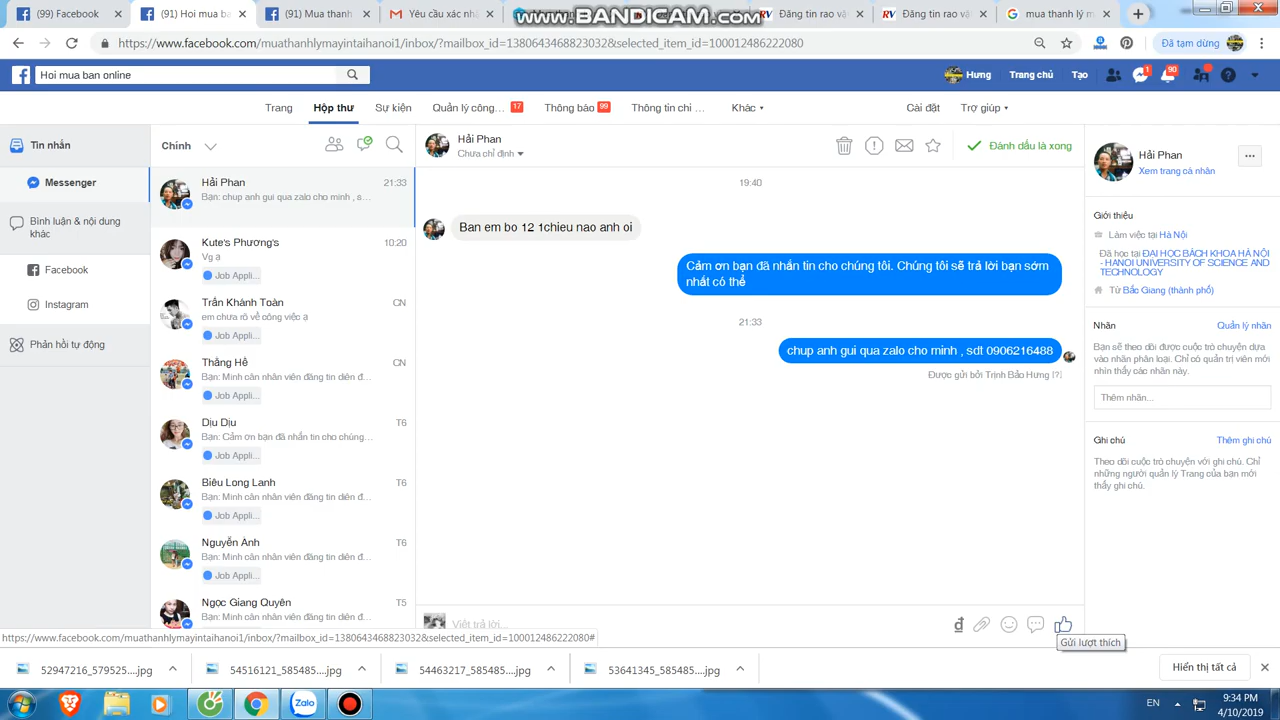 (99) Facebook
(91) Hoi mua b
(91) Mua thanh
Yêu cầu xác nh
Đăng tin rao vặ
Đăng tin rao vặ
mua thanh lý m
www.BANDICAM.com
https://www.facebook.com/muathanhlymayintaihanoi1/inbox/?mailbox_id=1380643468823032&selected_item_id=100012486222080
Đã tạm dừng
Hoi mua ban online
Hưng
Trang chủ
Tạo
1
90
Trang
Hộp thư
Sự kiện
Quản lý công...
17
Thông báo
99
Thông tin chi ...
Khác
Cài đặt
Trợ giúp
Tin nhắn
Messenger
Bình luận & nội dung
khác
Facebook
Instagram
Phản hồi tự động
Chính
Hải Phan
21:33
Bạn: chup anh gui qua zalo cho minh , s...
Kute's Phương's
10:20
Vg ạ
Job Appli...
Trần Khánh Toàn
CN
em chưa rõ về công việc ạ
Job Appli...
Thắng Hề
CN
Bạn: Mình cần nhân viên đăng tin diễn đ...
Job Appli...
Dịu Dịu
T6
Bạn: Cảm ơn bạn đã nhắn tin cho chúng...
Job Appli...
Biêu Long Lanh
T6
Bạn: Mình cần nhân viên đăng tin diễn đ...
Job Appli...
Nguyễn Ánh
T6
Bạn: Mình cần nhân viên đăng tin diễn đ...
Job Appli...
Ngọc Giang Quyên
T5
Bạn: Mình cần nhân viên đăng tin diễn đ...
Hải Phan
Chưa chỉ định
Đánh dấu là xong
19:40
Ban em bo 12 1chieu nao anh oi
Cảm ơn bạn đã nhắn tin cho chúng tôi. Chúng tôi sẽ trả lời bạn sớm
nhất có thể
21:33
chup anh gui qua zalo cho minh , sdt 0906216488
Được gửi bởi Trịnh Bảo Hưng [?]
Viết trả lời...
Gửi lượt thích
Hải Phan
Xem trang cá nhân
Giới thiệu
Làm việc tại Hà Nội
Đã học tại ĐẠI HỌC BÁCH KHOA HÀ NỘI
- HANOI UNIVERSITY OF SCIENCE AND
TECHNOLOGY
Từ Bắc Giang (thành phố)
Nhãn
Quản lý nhãn
Bạn sẽ theo dõi được cuộc trò chuyện dựa
vào nhãn phân loại. Chỉ có quản trị viên mới
nhìn thấy các nhãn này.
Thêm nhãn...
Ghi chú
Thêm ghi chú
Theo dõi cuộc trò chuyện với ghi chú. Chỉ
những người quản lý Trang của bạn mới
thấy ghi chú.
https://www.facebook.com/muathanhlymayintaihanoi1/inbox/?mailbox_id=1380643468823032&selected_item_id=100012486222080#
52947216_579525....jpg
54516121_585485....jpg
54463217_585485....jpg
53641345_585485....jpg
Hiển thị tất cả
Zalo
EN
9:34 PM
4/10/2019